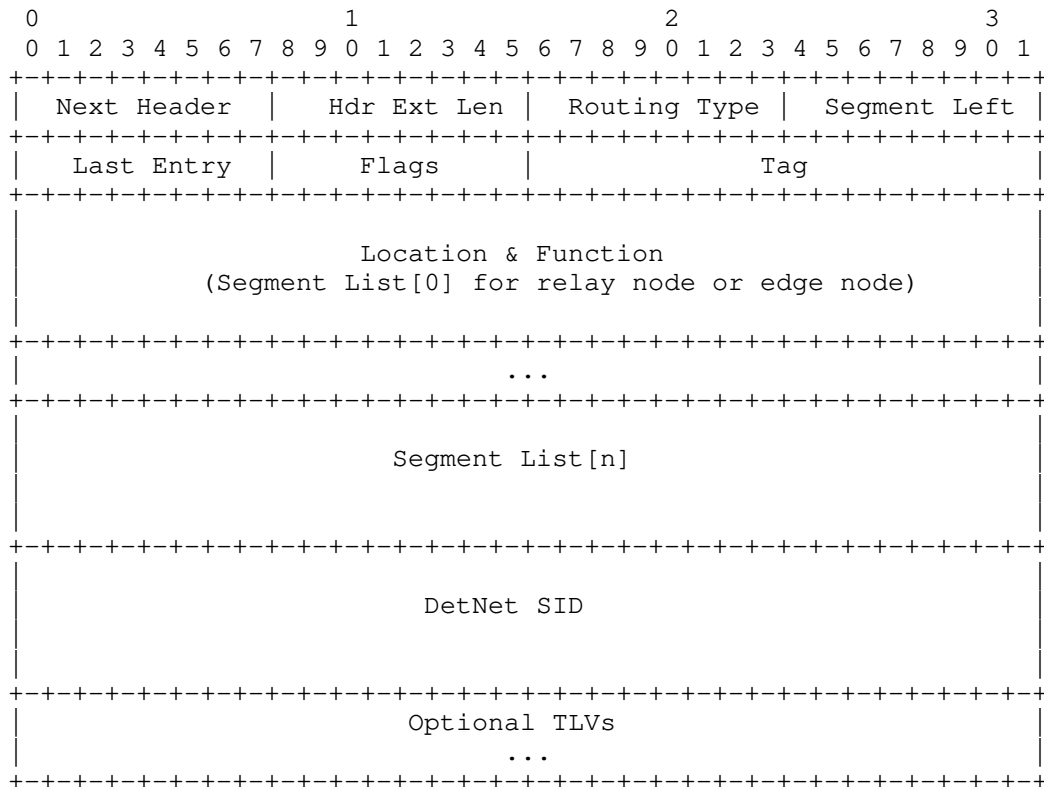 0 1 2 3
0 1 2 3 4 5 6 7 8 9 0 1 2 3 4 5 6 7 8 9 0 1 2 3 4 5 6 7 8 9 0 1
+-+-+-+-+-+-+-+-+-+-+-+-+-+-+-+-+-+-+-+-+-+-+-+-+-+-+-+-+-+-+-+-+
| Next Header | Hdr Ext Len | Routing Type | Segment Left |
+-+-+-+-+-+-+-+-+-+-+-+-+-+-+-+-+-+-+-+-+-+-+-+-+-+-+-+-+-+-+-+-+
| Last Entry | Flags | Tag |
+-+-+-+-+-+-+-+-+-+-+-+-+-+-+-+-+-+-+-+-+-+-+-+-+-+-+-+-+-+-+-+-+
| |
| Location & Function |
| (Segment List[0] for relay node or edge node) |
| |
+-+-+-+-+-+-+-+-+-+-+-+-+-+-+-+-+-+-+-+-+-+-+-+-+-+-+-+-+-+-+-+-+
| ... |
+-+-+-+-+-+-+-+-+-+-+-+-+-+-+-+-+-+-+-+-+-+-+-+-+-+-+-+-+-+-+-+-+
| |
| Segment List[n] |
| |
| |
+-+-+-+-+-+-+-+-+-+-+-+-+-+-+-+-+-+-+-+-+-+-+-+-+-+-+-+-+-+-+-+-+
| |
| DetNet SID |
| |
| |
+-+-+-+-+-+-+-+-+-+-+-+-+-+-+-+-+-+-+-+-+-+-+-+-+-+-+-+-+-+-+-+-+
| Optional TLVs |
| ... |
+-+-+-+-+-+-+-+-+-+-+-+-+-+-+-+-+-+-+-+-+-+-+-+-+-+-+-+-+-+-+-+-+